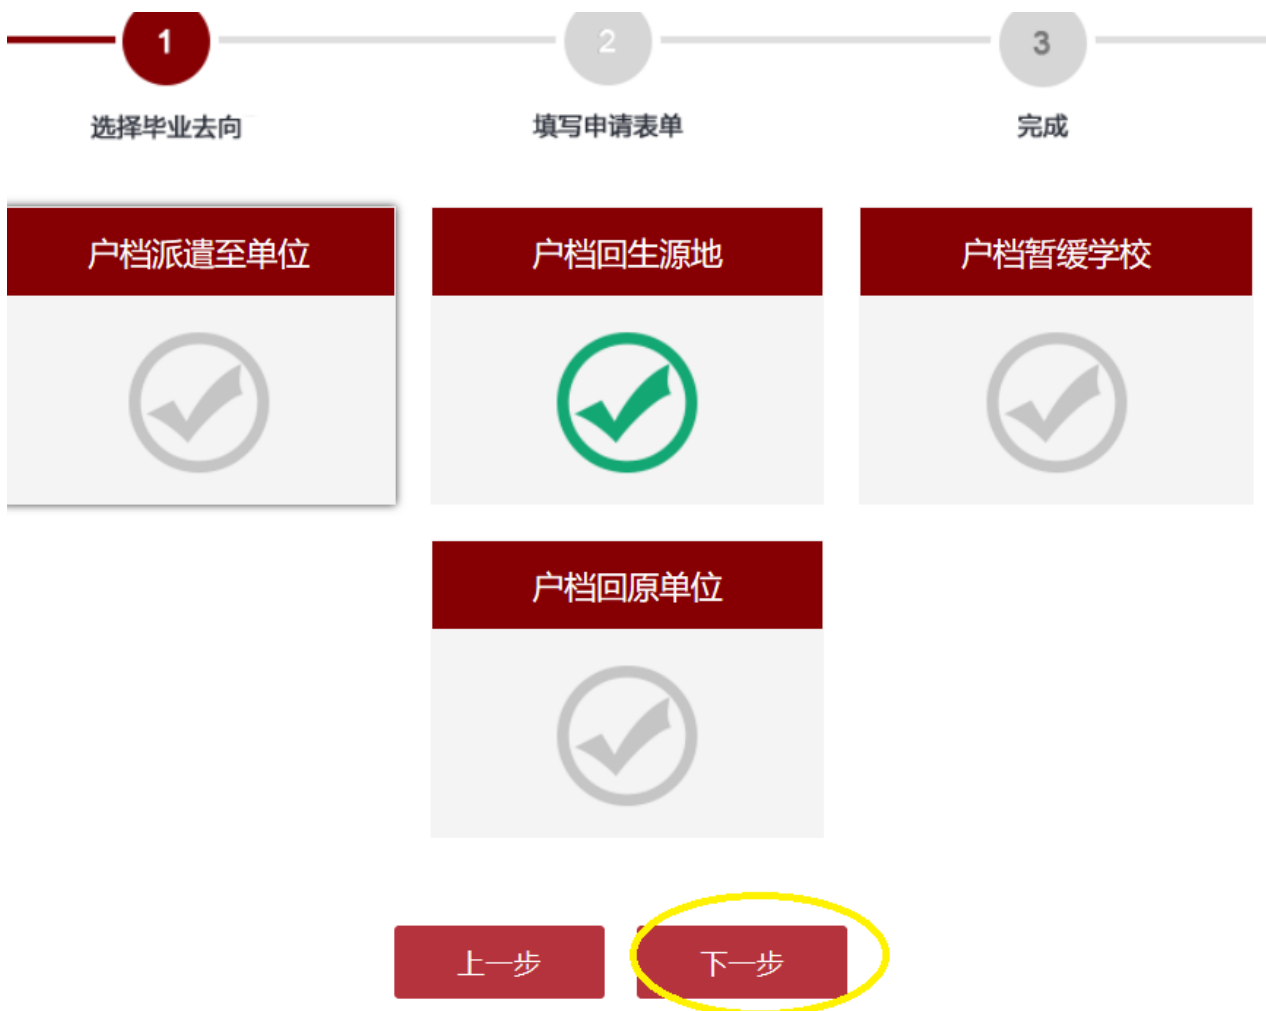 1
2
3
选择毕业去向
填写申请表单
完成
户档派遣至单位
户档回生源地
户档暂缓学校
户档回原单位
上一步
下一步